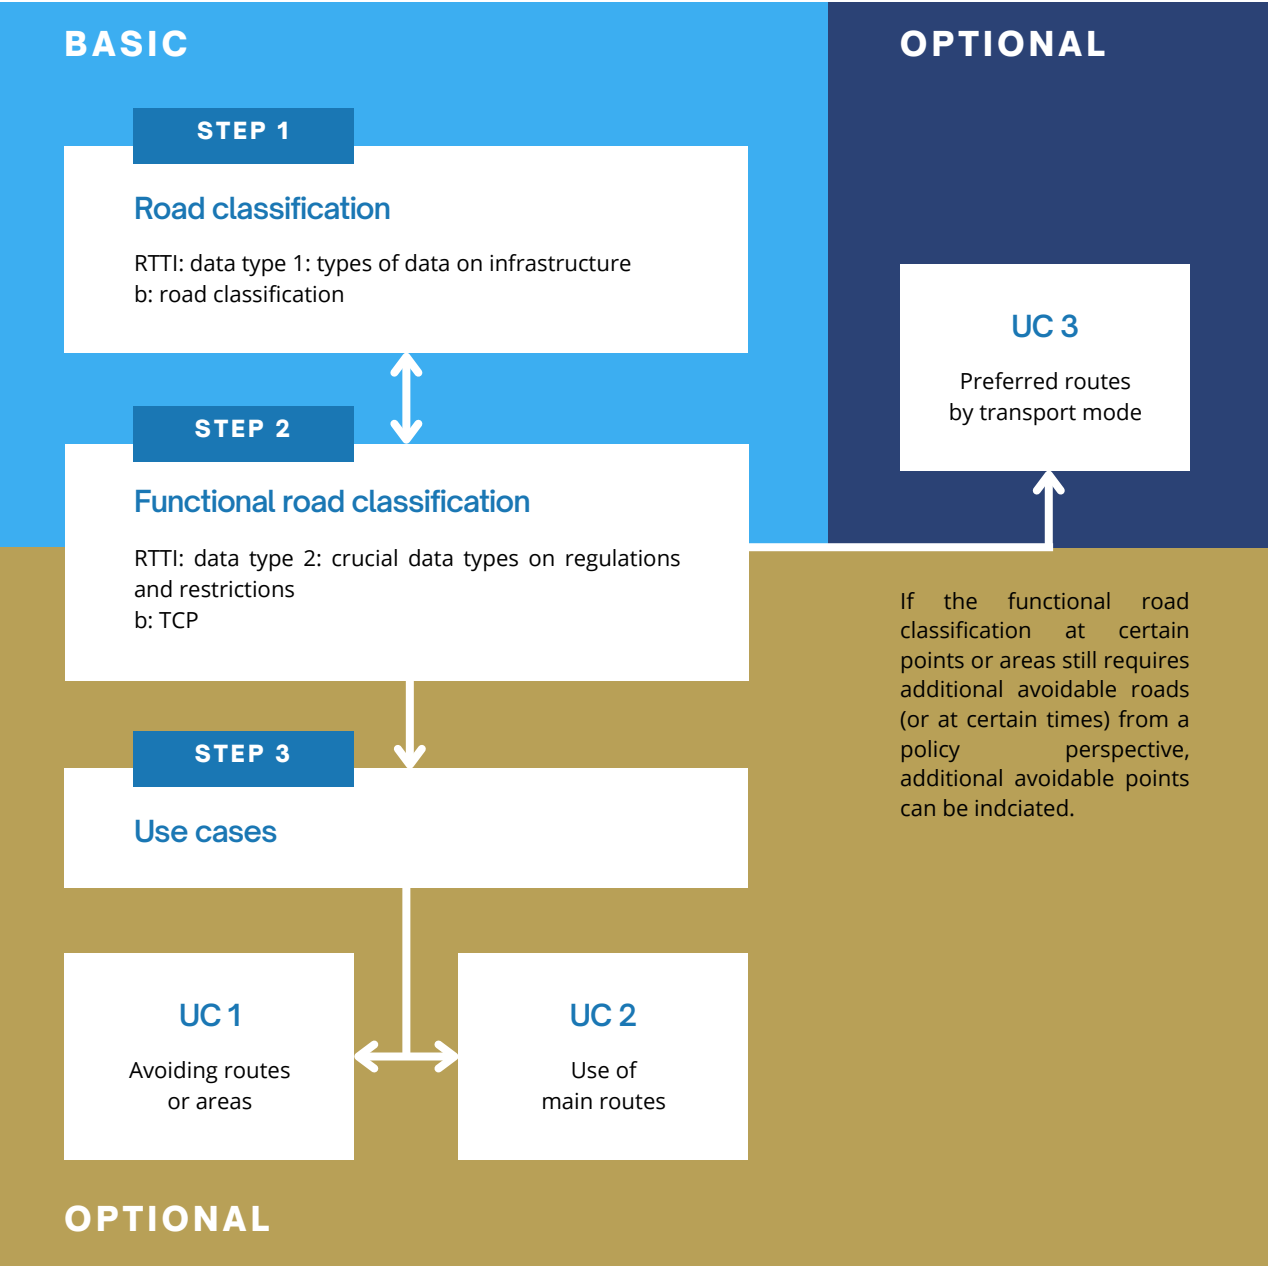 BASIC
OPTIONAL
STEP 1
Road classification
RTTI: data type 1: types of data on infrastructure
b: road classification
UC 3
Preferred routes
by transport mode
STEP 2
Functional road classification
RTTI: data type 2: crucial data types on regulations
and restrictions
b: TCP
If the functional road
classification at certain
points or areas still requires
additional avoidable roads
(or at certain times) from a
policy perspective,
additional avoidable points
can be indciated.
STEP 3
Use cases
UC 1
Avoiding routes
or areas
UC 2
Use of
main routes
OPTIONAL